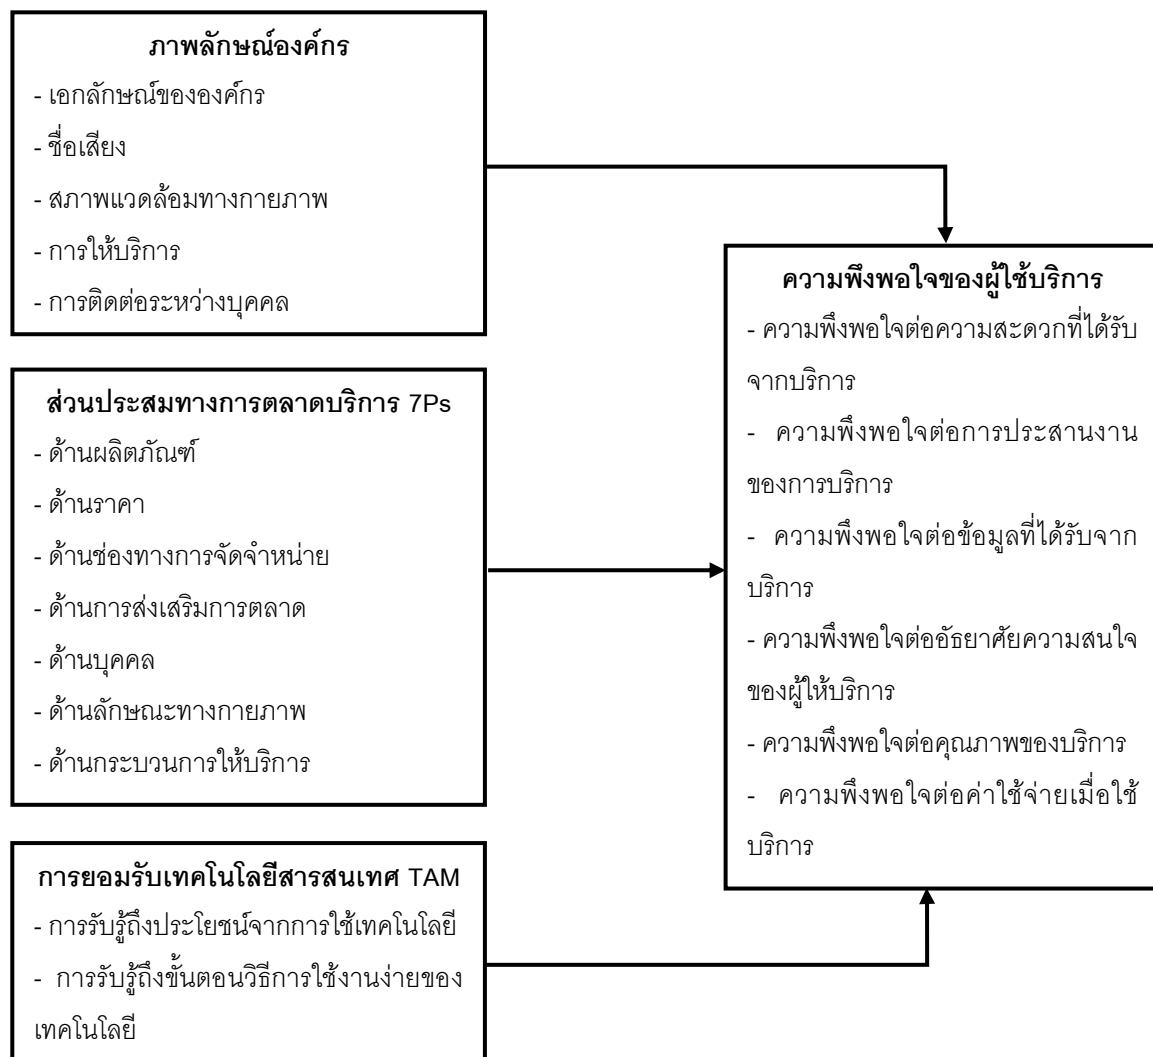 ภาพลักษณ์องค์กร
- เอกลักษณ์ขององค์กร
- ชื่อเสียง
- สภาพแวดล้อมทางกายภาพ
- การให้บริการ
- การติดต่อระหว่างบุคคล
ส่วนประสมทางการตลาดบริการ 7Ps
- ด้านผลิตภัณฑ์
- ด้านราคา
- ด้านช่องทางการจัดจำหน่าย
- ด้านการส่งเสริมการตลาด
- ด้านบุคคล
- ด้านลักษณะทางกายภาพ
- ด้านกระบวนการให้บริการ
การยอมรับเทคโนโลยีสารสนเทศ TAM
- การรับรู้ถึงประโยชน์จากการใช้เทคโนโลยี
- การรับรู้ถึงขั้นตอนวิธีการใช้งานง่ายของ
เทคโนโลยี
ความพึงพอใจของผู้ใช้บริการ
- ความพึงพอใจต่อความสะดวกที่ได้รับ
จากบริการ
- ความพึงพอใจต่อการประสานงาน
ของการบริการ
- ความพึงพอใจต่อข้อมูลที่ได้รับจาก
บริการ
- ความพึงพอใจต่ออัธยาศัยความสนใจ
ของผู้ให้บริการ
- ความพึงพอใจต่อคุณภาพของบริการ
- ความพึงพอใจต่อค่าใช้จ่ายเมื่อใช้
บริการ